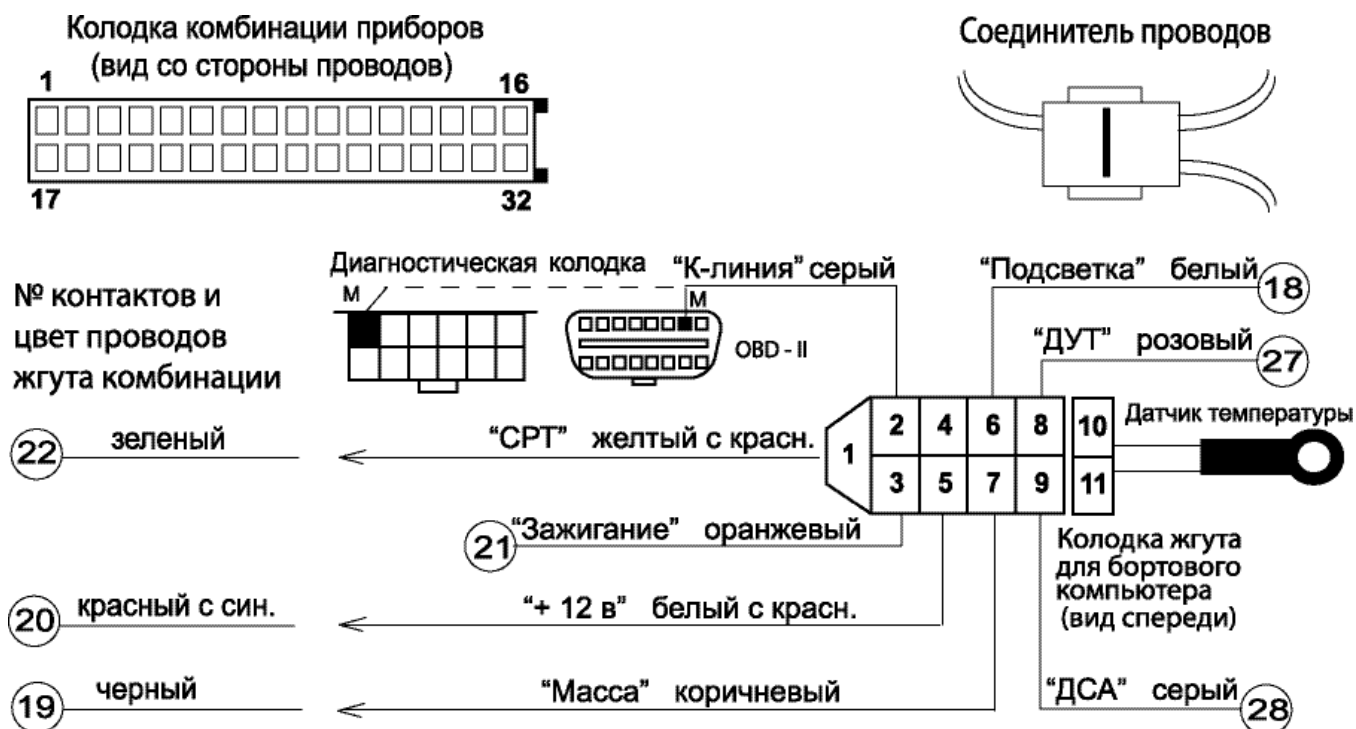 Колодка комбинации приборов
(вид со стороны проводов)
1 16
17 32
Соединитель проводов
Диагностическая колодка
М
"К-линия" серый
М
OBD - II
"Подсветка" белый 18
"ДУТ" розовый 27
№ контактов и
цвет проводов
жгута комбинации
22 зеленый "СРТ" желтый с красн.
1 2 4 6 8 10
3 5 7 9 11
Датчик температуры
21 "Зажигание" оранжевый
Колодка жгута
для бортового
компьютера
(вид спереди)
20 красный с син. "+ 12 в" белый с красн.
19 черный "Масса" коричневый
"ДСА" серый 28